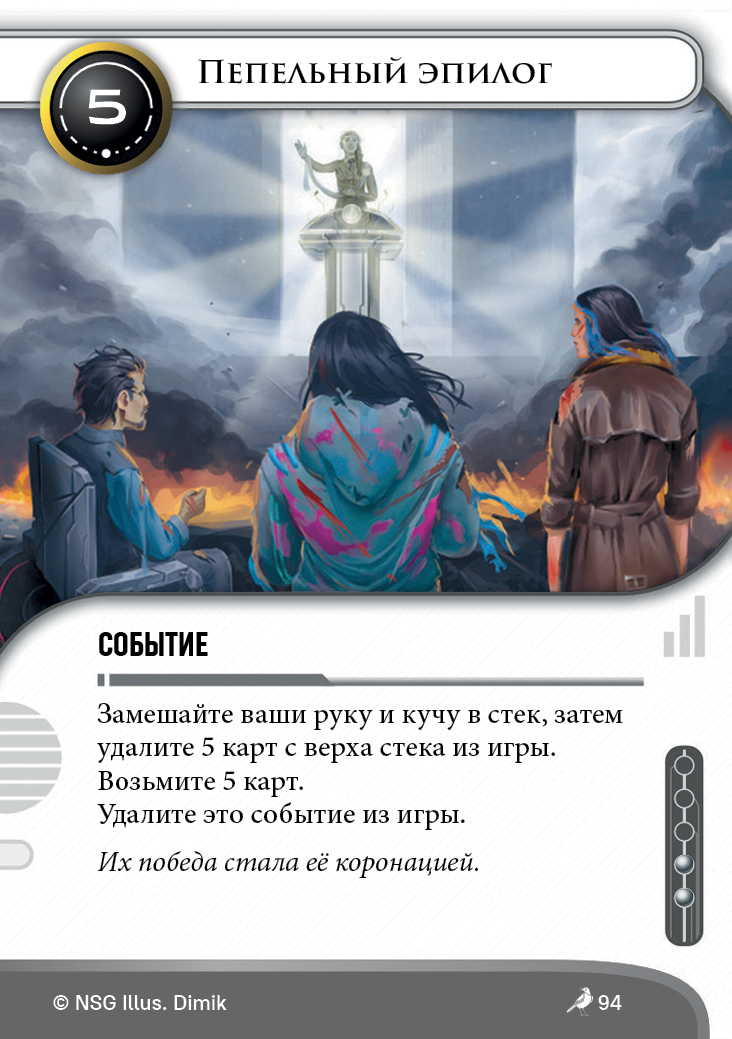 Пепельный эпилог
5
СОБЫТИЕ
Замешайте ваши руку и кучу в стек, затем
удалите 5 карт с верха стека из игры.
Возьмите 5 карт.
Удалите это событие из игры.
Их победа стала её коронацией.
© NSG Illus. Dimik
94